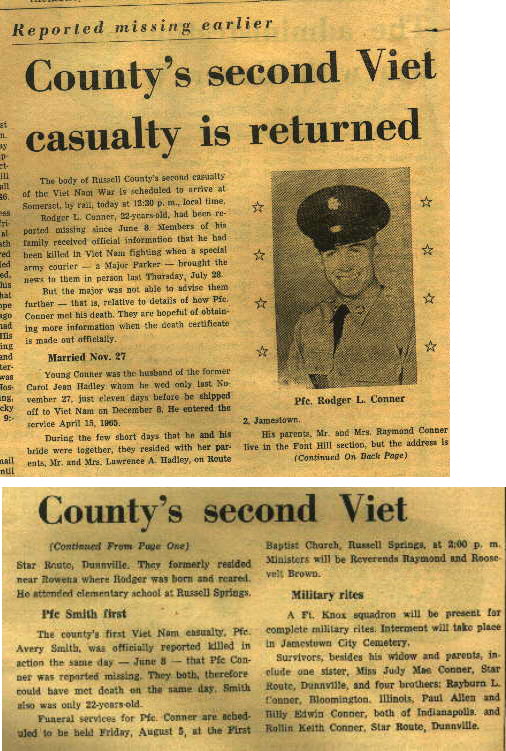 Reported missing earlier
County's second Viet
casualty is returned
The body of Russell County's second casualty
of the Viet Nam War is scheduled to arrive at
Somerset, by rail, today at 12:30 p. m., local time.
Rodger L. Conner, 22-years-old, had been re-
ported missing since June 8. Members of his
family received official information that he had
been killed in Viet Nam fighting when a special
army courier — a Major Parker — brought the
news to them in person last Thursday, July 28.
But the major was not able to advise them
further — that is, relative to details of how Pfc.
Conner met his death. They are hopeful of obtain-
ing more information when the death certificate
is made out officially.
Married Nov. 27
Young Conner was the husband of the former
Carol Jean Hadley whom he wed only last No-
vember 27, just eleven days before he shipped
off to Viet Nam on December 8. He entered the
service April 15, 1965.
During the few short days that he and his
bride were together, they resided with her par-
ents, Mr. and Mrs. Lawrence A. Hadley, on Route
Pfc. Rodger L. Conner
2, Jamestown.
His parents, Mr. and Mrs. Raymond Conner
live in the Font Hill section, but the address is
(Continued On Back Page)
County's second Viet
(Continued From Page One)
Star Route, Dunnville. They formerly resided
near Rowena where Rodger was born and reared.
He attended elementary school at Russell Springs.
Pfc Smith first
The county's first Viet Nam casualty, Pfc.
Avery Smith, was officially reported killed in
action the same day — June 8 — that Pfc Con-
ner was reported missing. They both, therefore
could have met death on the same day. Smith
also was only 22-years-old.
Funeral services for Pfc. Conner are sched-
uled to be held Friday, August 5, at the First
Baptist Church, Russell Springs, at 2:00 p. m.
Ministers will be Reverends Raymond and Roose-
velt Brown.
Military rites
A Ft. Knox squadron will be present for
complete military rites. Interment will take place
in Jamestown City Cemetery.
Survivors, besides his widow and parents, in-
clude one sister, Miss Judy Mae Conner, Star
Route, Dunnville, and four brothers: Rayburn L.
Conner, Bloomington, Illinois, Paul Allen and
Billy Edwin Conner, both of Indianapolis, and
Rollin Keith Conner, Star Route, Dunnville.